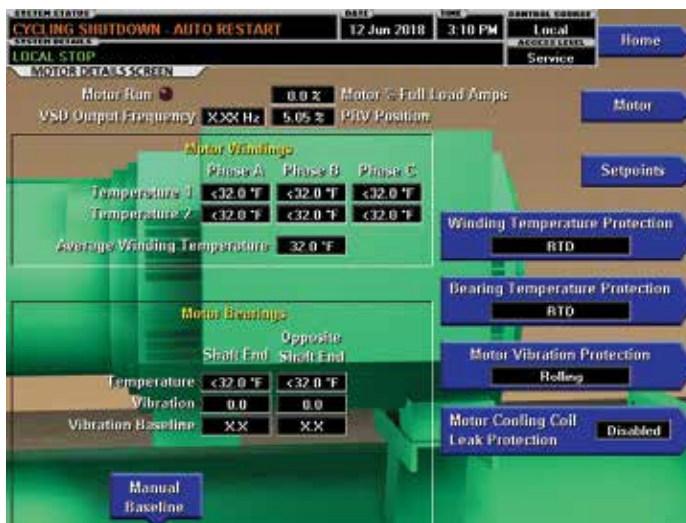 SYSTEM STATUS DATE TIME CONTROL SOURCE
CYCLING SHUTDOWN - AUTO RESTART 12 Jun 2018 3:10 PM Local
SYSTEM DETAILS ACCESS LEVEL
LOCAL STOP Service
Home
MOTOR DETAILS SCREEN
Motor Run 0.0 % Motor % Full Load Amps
VSD Output Frequency X.XX Hz 5.05 % PRV Position
Motor
Setpoints
Motor Windings
Phase A Phase B Phase C
Temperature 1 <32.0 °F <32.0 °F <32.0 °F
Temperature 2 <32.0 °F <32.0 °F <32.0 °F
Average Winding Temperature 32.0 °F
Winding Temperature Protection
RTD
Bearing Temperature Protection
RTD
Motor Bearings
Shaft End Opposite Shaft End
Temperature <32.0 °F <32.0 °F
Vibration 0.0 0.0
Vibration Baseline X.X X.X
Motor Vibration Protection
Rolling
Motor Cooling Coil
Leak Protection Disabled
Manual
Baseline